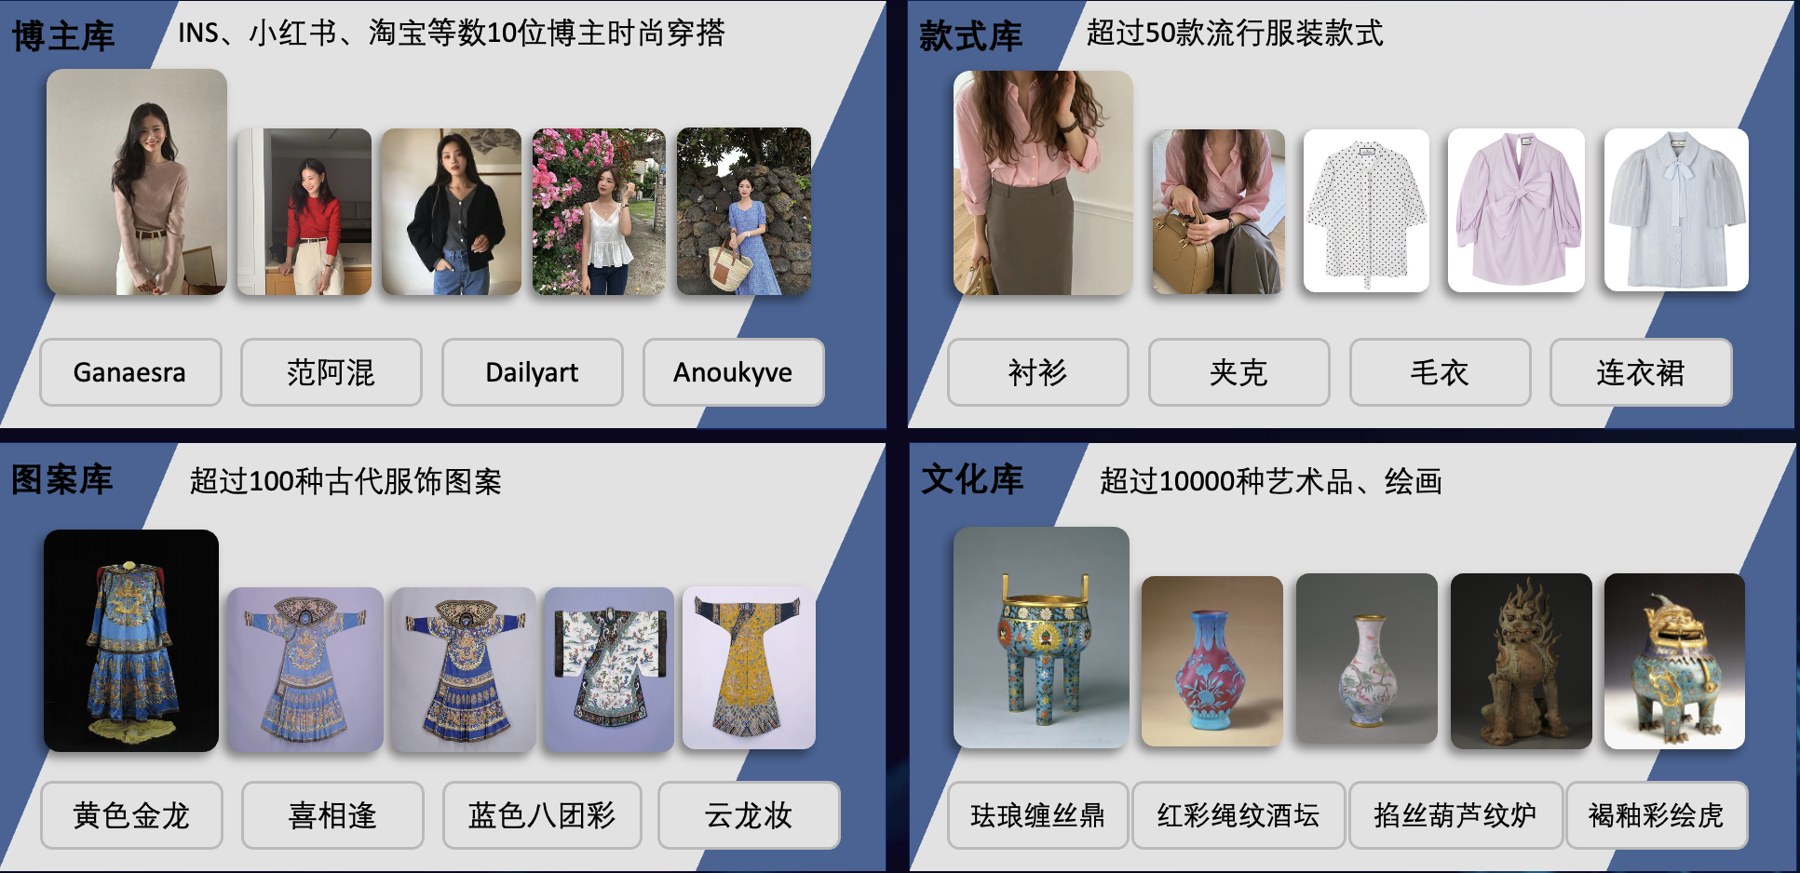 博主库
INS、小红书、淘宝等数10位博主时尚穿搭
Ganaesra
范阿混
Dailyart
Anoukyve
款式库
超过50款流行服装款式
衬衫
夹克
毛衣
连衣裙
图案库
超过100种古代服饰图案
黄色金龙
喜相逢
蓝色八团彩
云龙妆
文化库
超过10000种艺术品、绘画
珐琅缠丝鼎
红彩绳纹酒坛
掐丝葫芦纹炉
褐釉彩绘虎